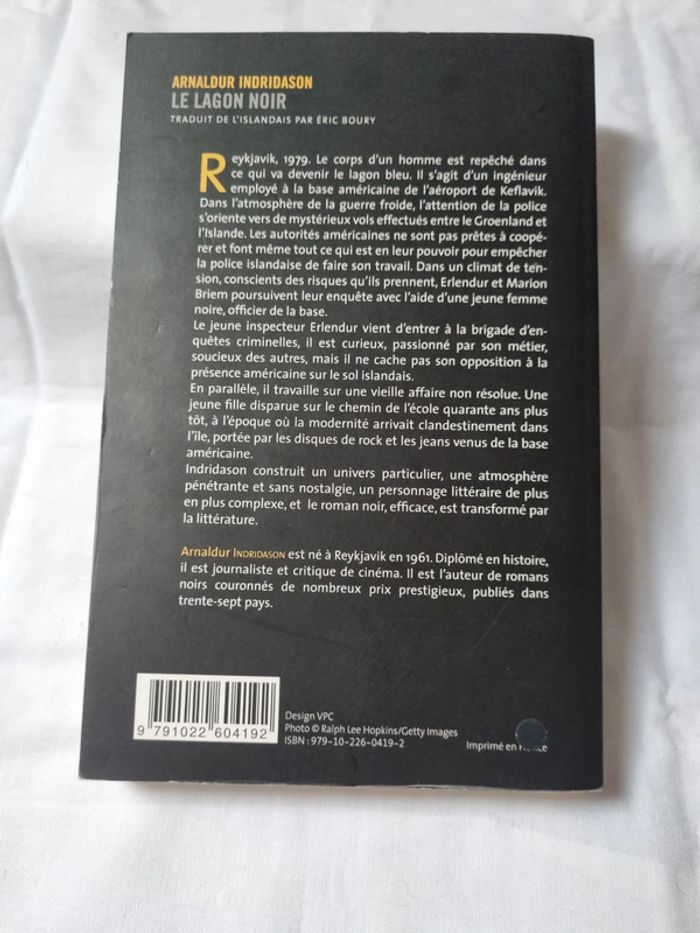 ARNALDUR INDRIDASON
LE LAGON NOIR
TRADUIT DE L'ISLANDAIS PAR ÉRIC BOURY
Reykjavik, 1979. Le corps d'un homme est repêché dans
ce qui va devenir le lagon bleu. Il s'agit d'un ingénieur
employé à la base américaine de l'aéroport de Keflavik.
Dans l'atmosphère de la guerre froide, l'attention de la police
s'oriente vers de mystérieux vols effectués entre le Groenland et
l'Islande. Les autorités américaines ne sont pas prêtes à coopé-
rer et font même tout ce qui est en leur pouvoir pour empêcher
la police islandaise de faire son travail. Dans un climat de ten-
sion, conscients des risques qu'ils prennent, Erlendur et Marion
Briem poursuivent leur enquête avec l'aide d'une jeune femme
noire, officier de la base.
Le jeune inspecteur Erlendur vient d'entrer à la brigade d'en-
quêtes criminelles, il est curieux, passionné par son métier,
soucieux des autres, mais il ne cache pas son opposition à la
présence américaine sur le sol islandais.
En parallèle, il travaille sur une vieille affaire non résolue. Une
jeune fille disparue sur le chemin de l'école quarante ans plus
tôt, à l'époque où la modernité arrivait clandestinement dans
l'île, portée par les disques de rock et les jeans venus de la base
américaine.
Indridason construit un univers particulier, une atmosphère
pénétrante et sans nostalgie, un personnage littéraire de plus
en plus complexe, et le roman noir, efficace, est transformé par
la littérature.
Arnaldur INDRIDASON est né à Reykjavik en 1961. Diplômé en histoire,
il est journaliste et critique de cinéma. Il est l'auteur de romans
noirs couronnés de nombreux prix prestigieux, publiés dans
trente-sept pays.
9 791022 604192
Design VPC
Photo © Ralph Lee Hopkins/Getty Images
ISBN : 979-10-226-0419-2
Imprimé en